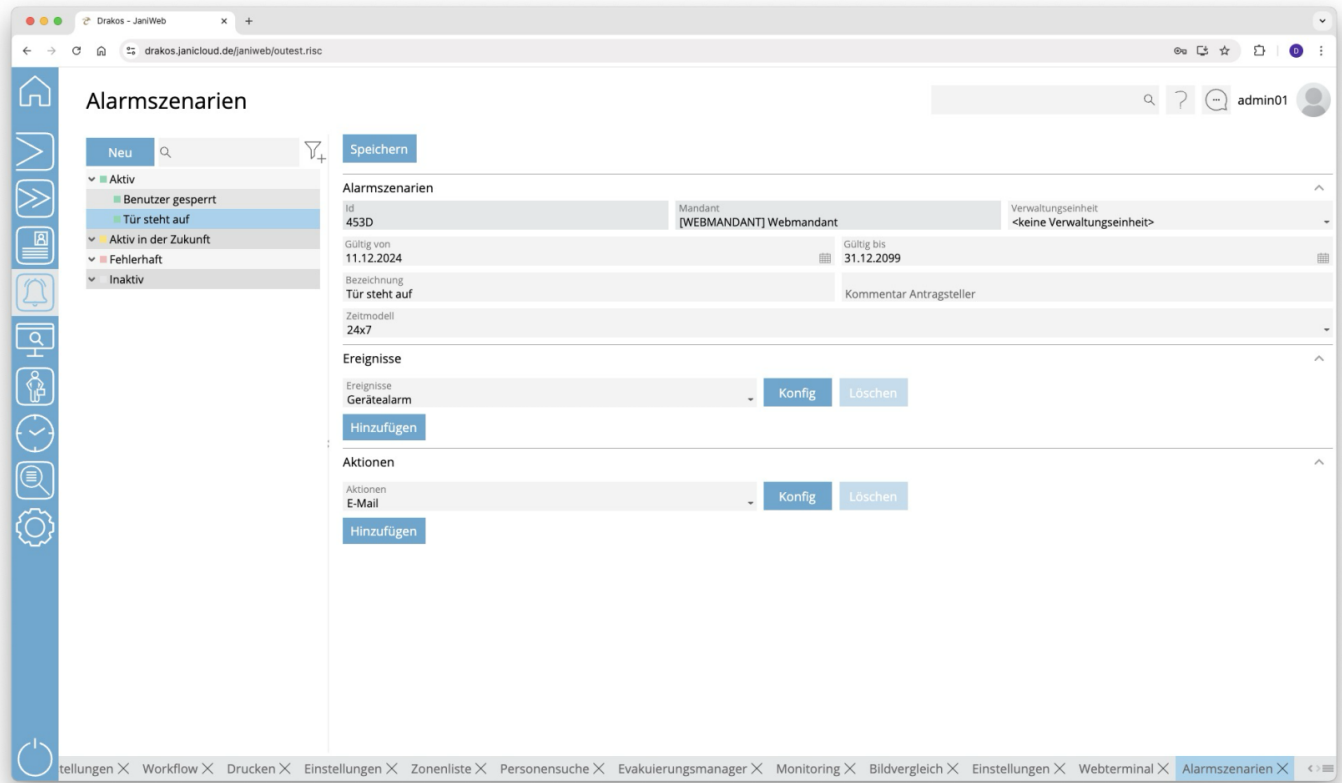 Drakos - JaniWeb
drakos.janicloud.de/janiweb/outest.risc
D
Alarmszenarien
admin01
Neu
Aktiv
Benutzer gesperrt
Tür steht auf
Aktiv in der Zukunft
Fehlerhaft
Inaktiv
Speichern
Alarmszenarien
Id Mandant Verwaltungseinheit
453D [WEBMANDANT] Webmandant <keine Verwaltungseinheit>
Gültig von Gültig bis
11.12.2024 31.12.2099
Bezeichnung
Tür steht auf Kommentar Antragsteller
Zeitmodell
24x7
Ereignisse
Ereignisse
Gerätealarm Konfig Löschen
Hinzufügen
Aktionen
Aktionen
E-Mail Konfig Löschen
Hinzufügen
tellungen Workflow Drucken Einstellungen Zonenliste Personensuche Evakuierungsmanager Monitoring Bildvergleich Einstellungen Webterminal Alarmszenarien